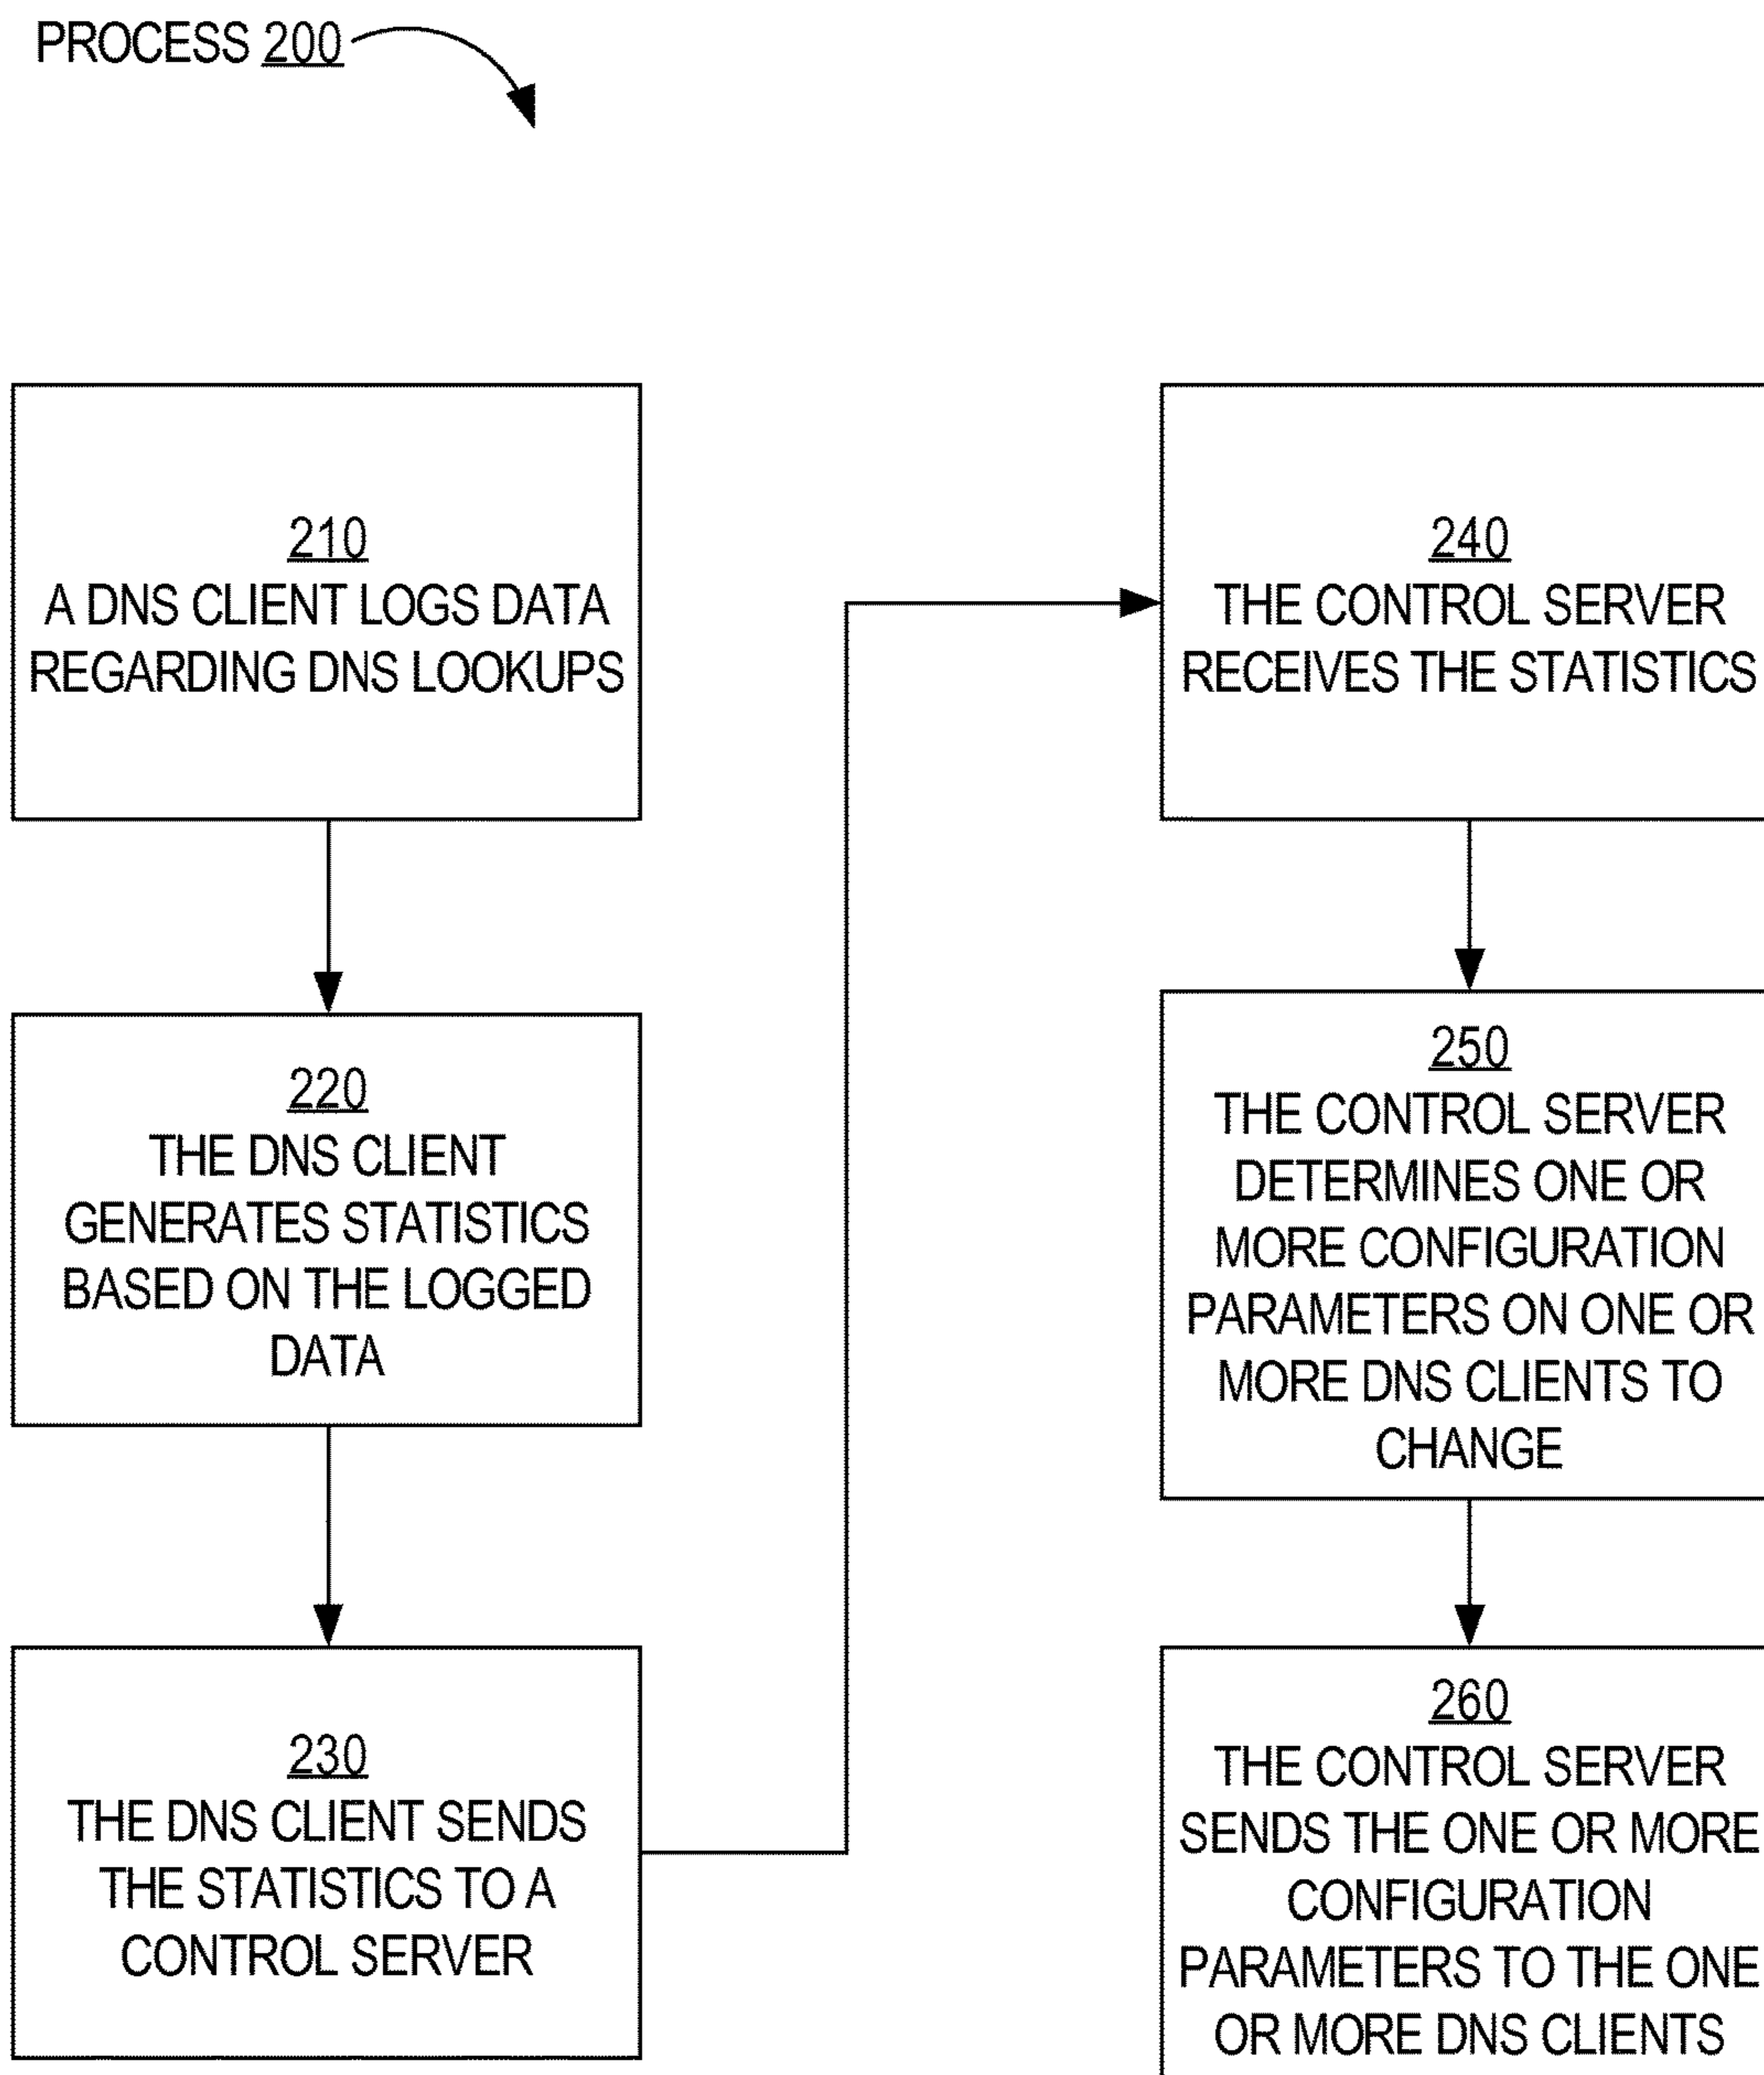 PROCESS 200
210
A DNS CLIENT LOGS DATA
REGARDING DNS LOOKUPS
220
THE DNS CLIENT
GENERATES STATISTICS
BASED ON THE LOGGED
DATA
230
THE DNS CLIENT SENDS
THE STATISTICS TO A
CONTROL SERVER
240
THE CONTROL SERVER
RECEIVES THE STATISTICS
250
THE CONTROL SERVER
DETERMINES ONE OR
MORE CONFIGURATION
PARAMETERS ON ONE OR
MORE DNS CLIENTS TO
CHANGE
260
THE CONTROL SERVER
SENDS THE ONE OR MORE
CONFIGURATION
PARAMETERS TO THE ONE
OR MORE DNS CLIENTS